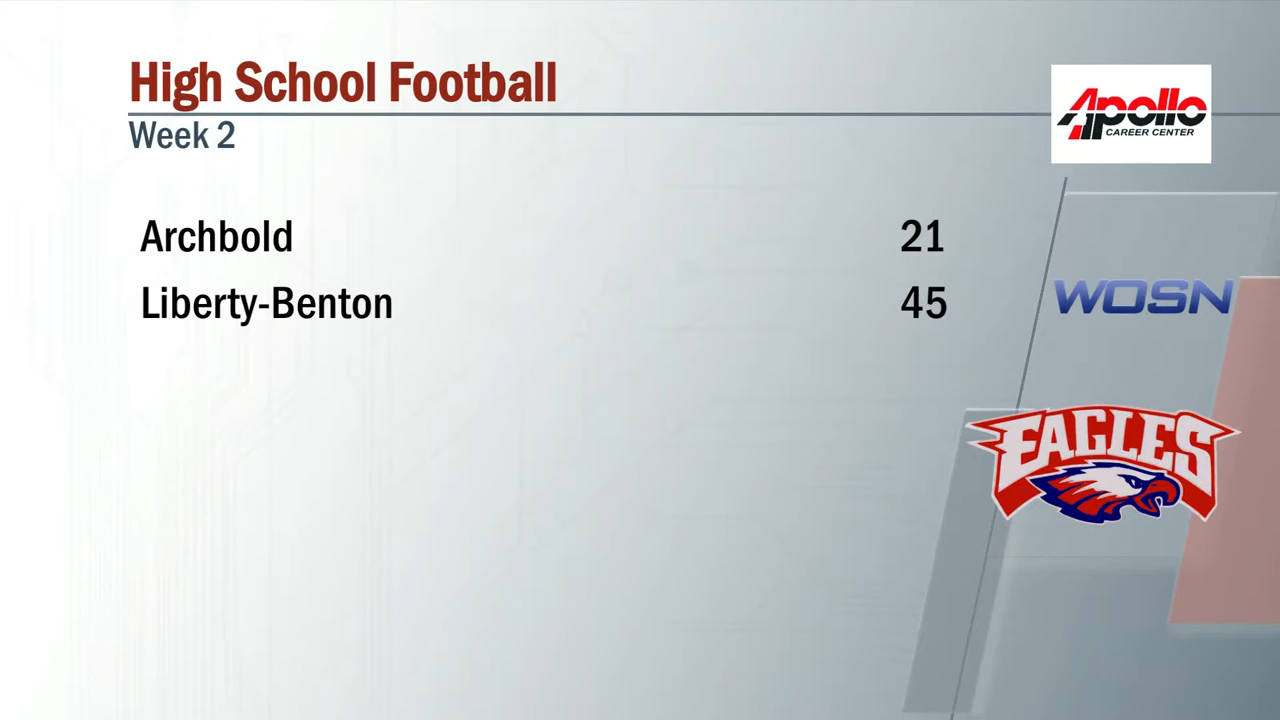 High School Football
Week 2
Apollo
CAREER CENTER
Archbold 21
Liberty-Benton 45
WOSN
EAGLES